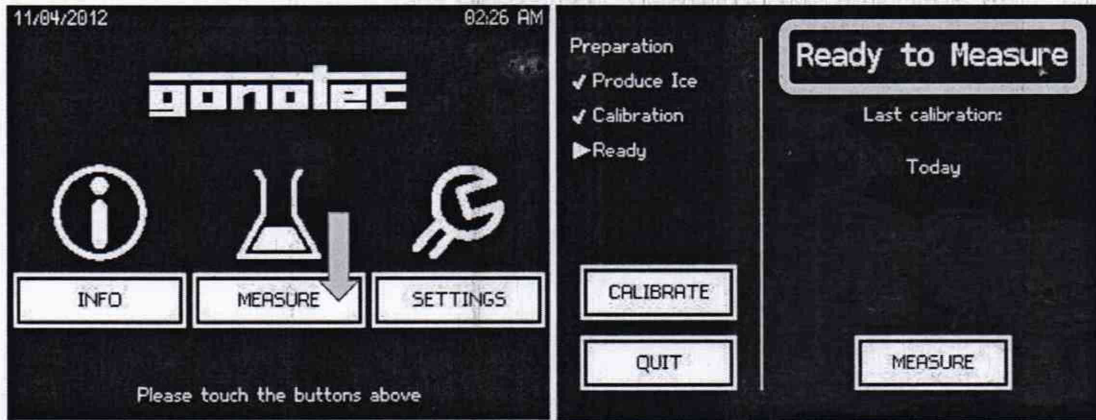 11/04/2012 02:26 AM
gonotec
INFO MEASURE SETTINGS
Please touch the buttons above
Preparation
✓ Produce Ice
✓ Calibration
▶Ready
CALIBRATE
QUIT
Ready to Measure
Last calibration:
Today
MEASURE